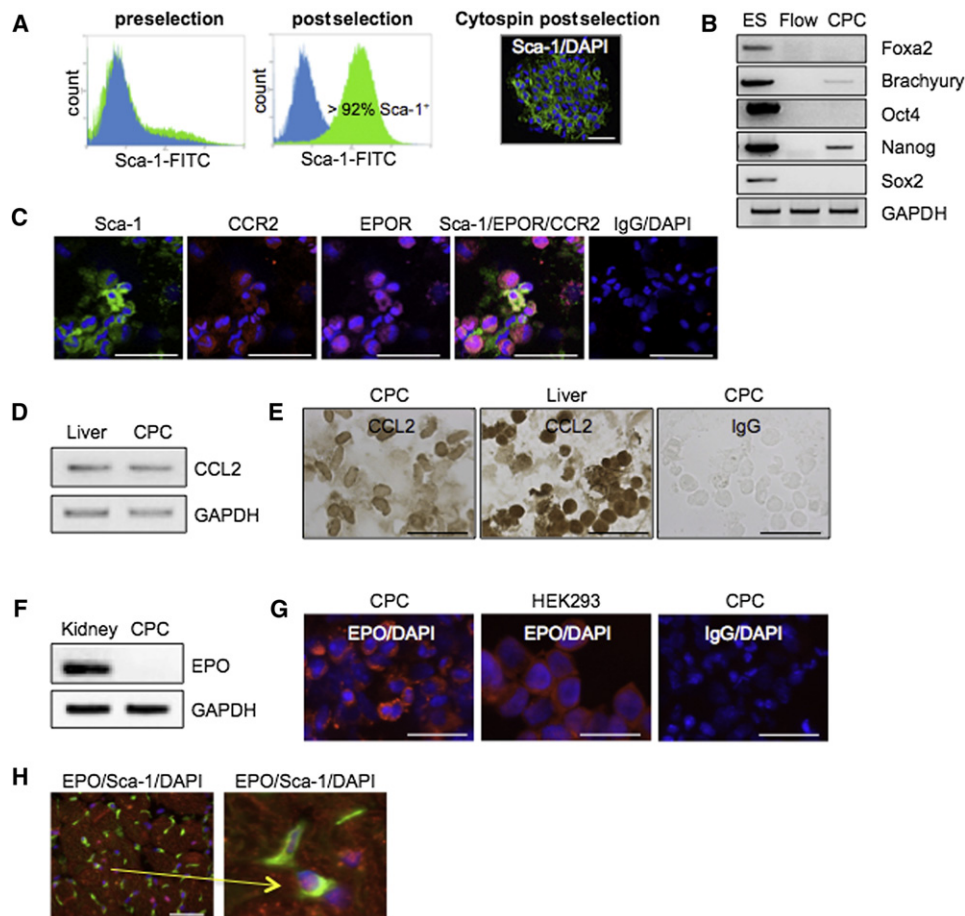 A
preselection
postselection
Cytospin postselection
count
Sca-1-FITC
count
> 92% Sca-1+
Sca-1-FITC
Sca-1/DAPI
B
ES Flow CPC
Foxa2
Brachyury
Oct4
Nanog
Sox2
GAPDH
C
Sca-1
CCR2
EPOR
Sca-1/EPOR/CCR2
IgG/DAPI
D
Liver CPC
CCL2
GAPDH
E
CPC
Liver
CPC
CCL2
CCL2
IgG
F
Kidney CPC
EPO
GAPDH
G
CPC
HEK293
CPC
EPO/DAPI
EPO/DAPI
IgG/DAPI
H
EPO/Sca-1/DAPI
EPO/Sca-1/DAPI